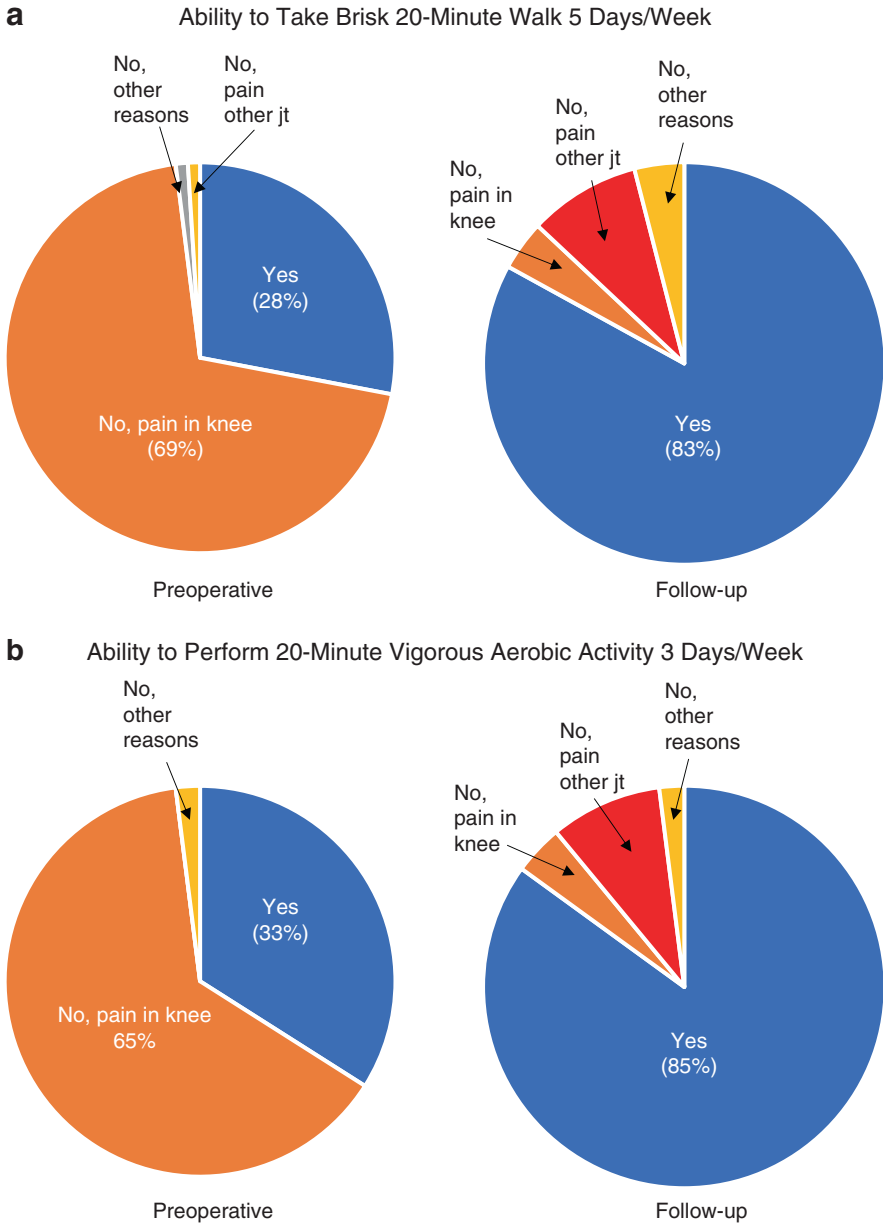 a
Ability to Take Brisk 20-Minute Walk 5 Days/Week
No,
other
reasons
No,
pain
other jt
Yes
(28%)
No, pain in knee
(69%)
Preoperative
No,
pain in
knee
No,
pain
other jt
No,
other
reasons
Yes
(83%)
Follow-up
b
Ability to Perform 20-Minute Vigorous Aerobic Activity 3 Days/Week
No,
other
reasons
Yes
(33%)
No, pain in knee
65%
Preoperative
No,
pain in
knee
No,
pain
other jt
No,
other
reasons
Yes
(85%)
Follow-up